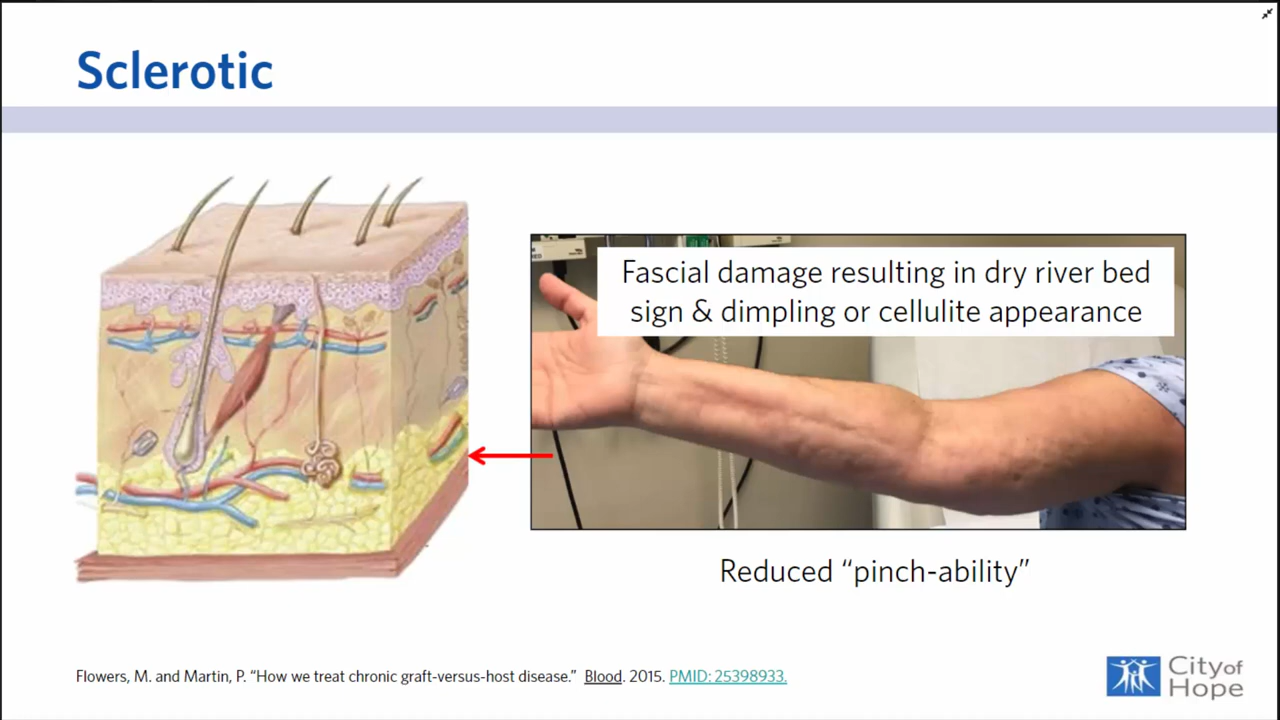 Sclerotic
Fascial damage resulting in dry river bed
sign & dimpling or cellulite appearance
Reduced “pinch-ability”
Flowers, M. and Martin, P. “How we treat chronic graft-versus-host disease.” Blood. 2015. PMID: 25398933.
City of
Hope